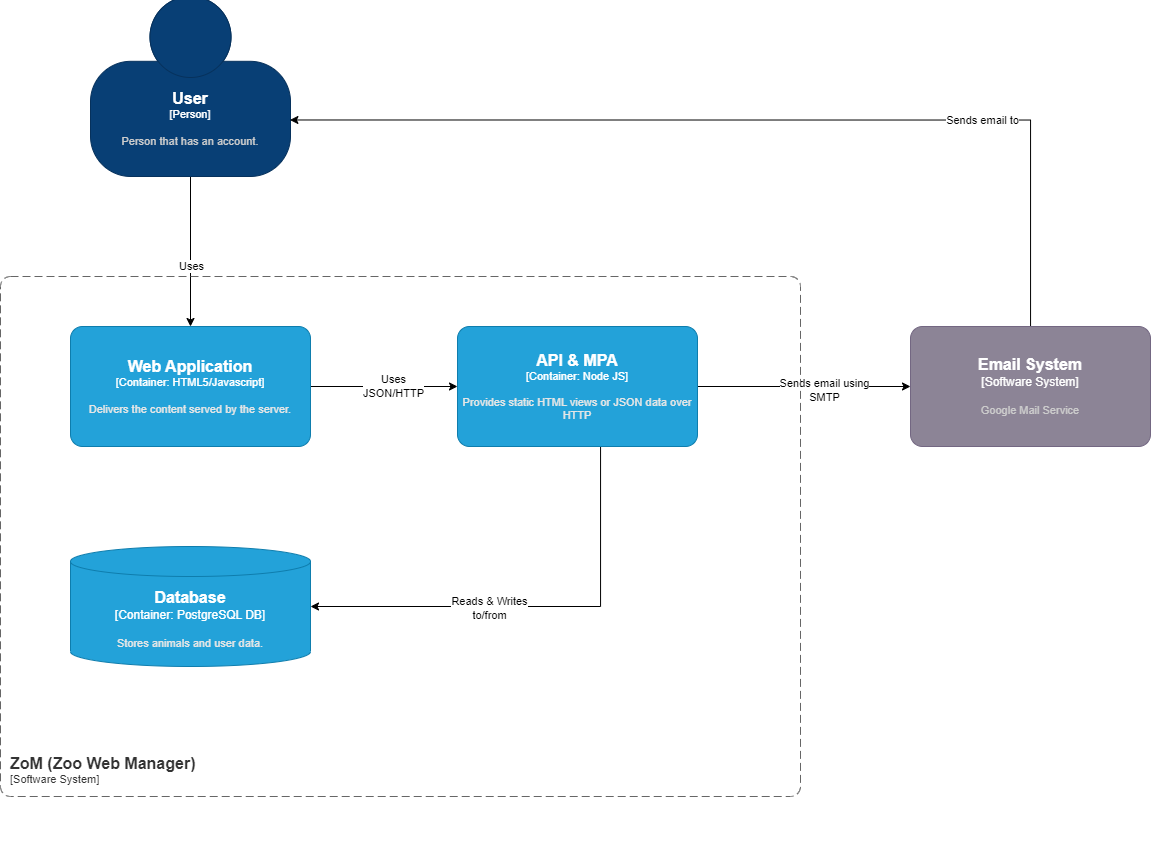 User
[Person]
Person that has an account.
Sends email to
Uses
Web Application
[Container: HTML5/Javascript]
Delivers the content served by the server.
Uses
JSON/HTTP
API & MPA
[Container: Node JS]
Provides static HTML views or JSON data over
HTTP
Sends email using
SMTP
Email System
[Software System]
Google Mail Service
Database
[Container: PostgreSQL DB]
Stores animals and user data.
Reads & Writes
to/from
ZoM (Zoo Web Manager)
[Software System]